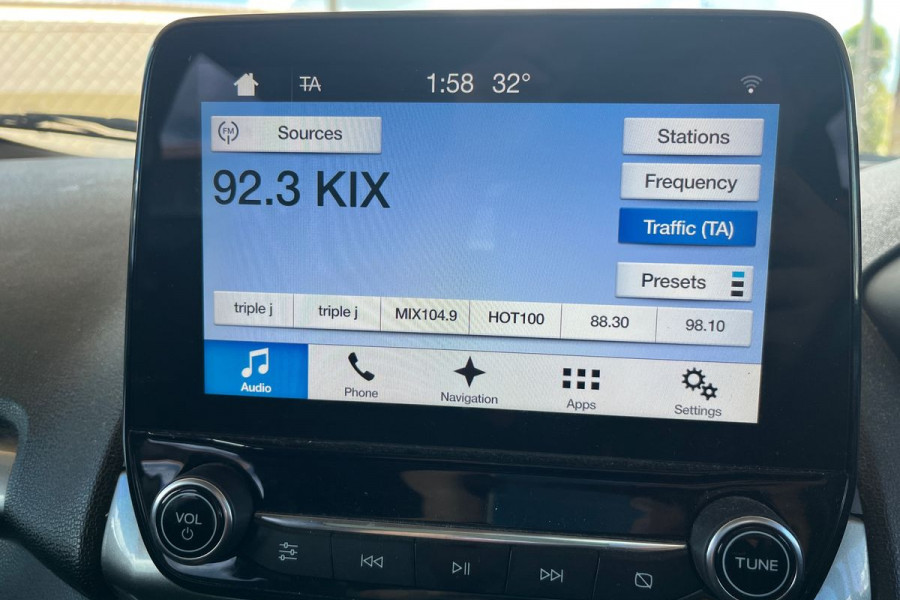 TA 1:58 32°
FM Sources
Stations
92.3 KIX
Frequency
Traffic (TA)
Presets
triple j triple j MIX104.9 HOT100 88.30 98.10
Audio Phone Navigation Apps Settings
VOL
TUNE